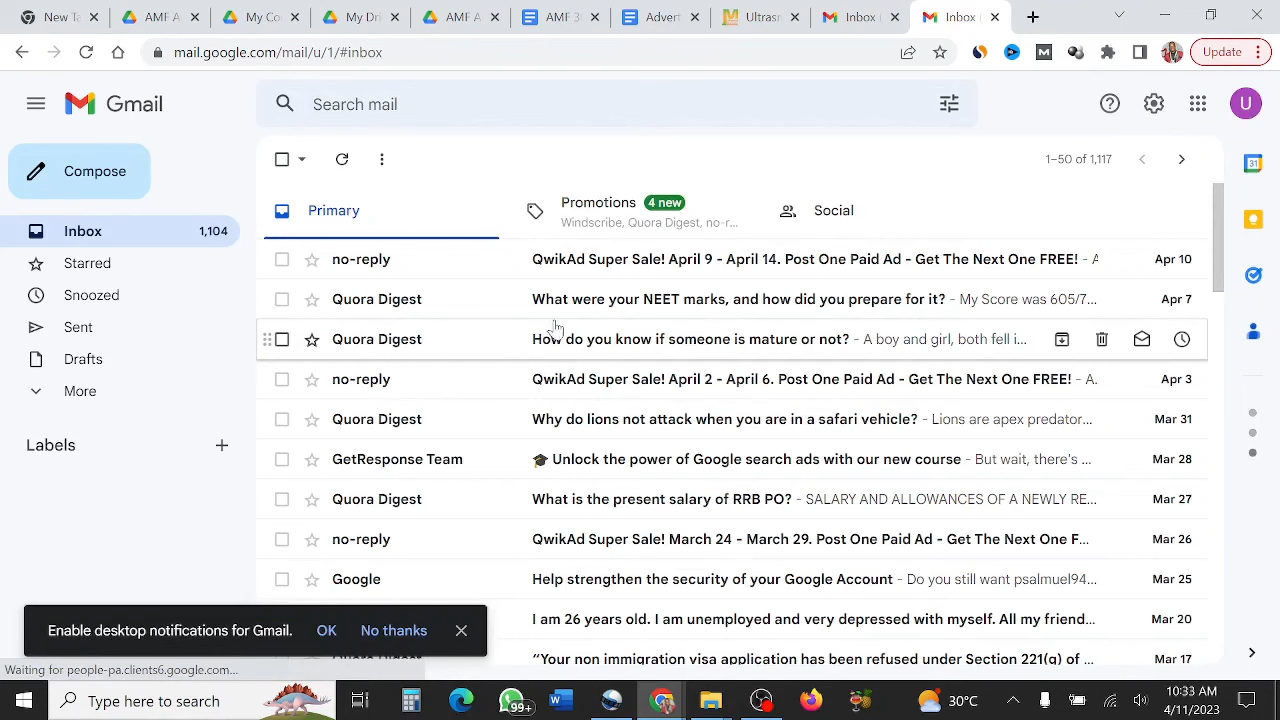 New Ta
AMF A
My Co
My Dri
AMF A
AMF 3
Advert
Ultrasu
Inbox (
Inbox (
mail.google.com/mail/u/1/#inbox
Update
Gmail
Search mail
U
Compose
1–50 of 1,117
Primary
Promotions 4 new
Windscribe, Quora Digest, no-r...
Social
Inbox 1,104
Starred
Snoozed
Sent
Drafts
More
Labels
no-reply QwikAd Super Sale! April 9 - April 14. Post One Paid Ad - Get The Next One FREE! - A Apr 10
Quora Digest What were your NEET marks, and how did you prepare for it? - My Score was 605/7... Apr 7
Quora Digest How do you know if someone is mature or not? - A boy and girl, both fell i...
no-reply QwikAd Super Sale! April 2 - April 6. Post One Paid Ad - Get The Next One FREE! - A. Apr 3
Quora Digest Why do lions not attack when you are in a safari vehicle? - Lions are apex predator... Mar 31
GetResponse Team 🎓 Unlock the power of Google search ads with our new course - But wait, there's ... Mar 28
Quora Digest What is the present salary of RRB PO? - SALARY AND ALLOWANCES OF A NEWLY RE... Mar 27
no-reply QwikAd Super Sale! March 24 - March 29. Post One Paid Ad - Get The Next One F... Mar 26
Google Help strengthen the security of your Google Account - Do you still want psalmuel94... Mar 25
I am 26 years old. I am unemployed and very depressed with myself. All my friend... Mar 20
“Your non immigration visa application has been refused under Section 221(g) of ... Mar 17
Enable desktop notifications for Gmail. OK No thanks
Waiting for people-pa.clients6.google.com...
Type here to search
99+
30°C
10:33 AM
4/11/2023